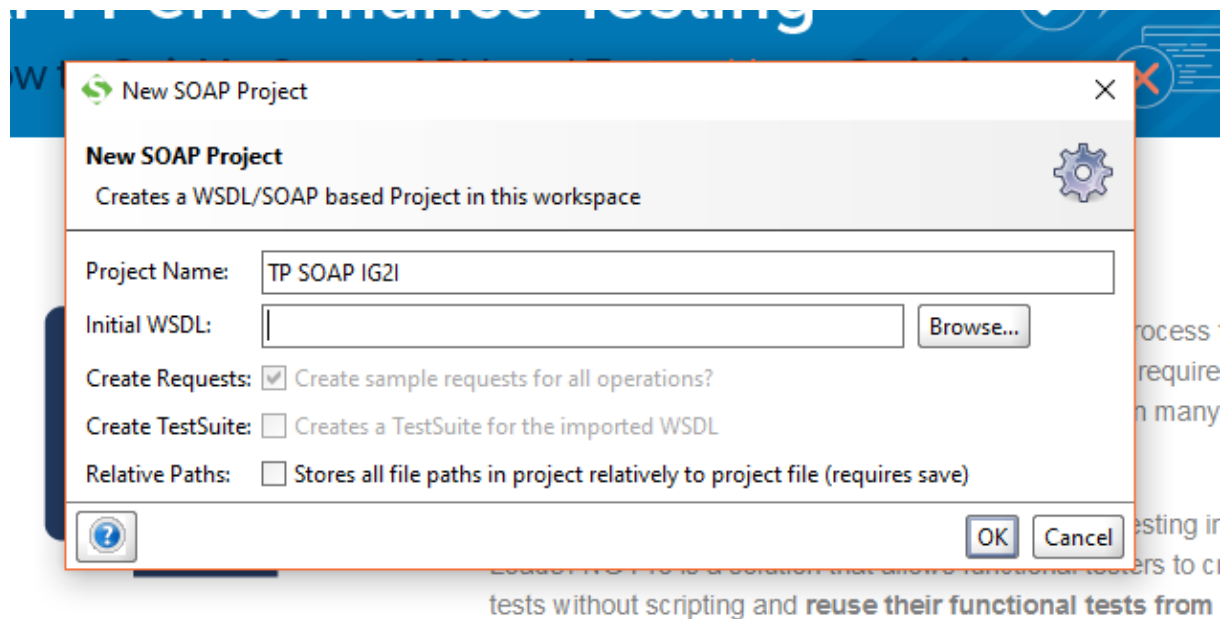 Performance Testing
New SOAP Project
New SOAP Project
Creates a WSDL/SOAP based Project in this workspace
Project Name: TP SOAP IG2I
Initial WSDL: Browse...
Create Requests: Create sample requests for all operations?
Create TestSuite: Creates a TestSuite for the imported WSDL
Relative Paths: Stores all file paths in project relatively to project file (requires save)
OK Cancel
many
tests without scripting and reuse their functional tests from